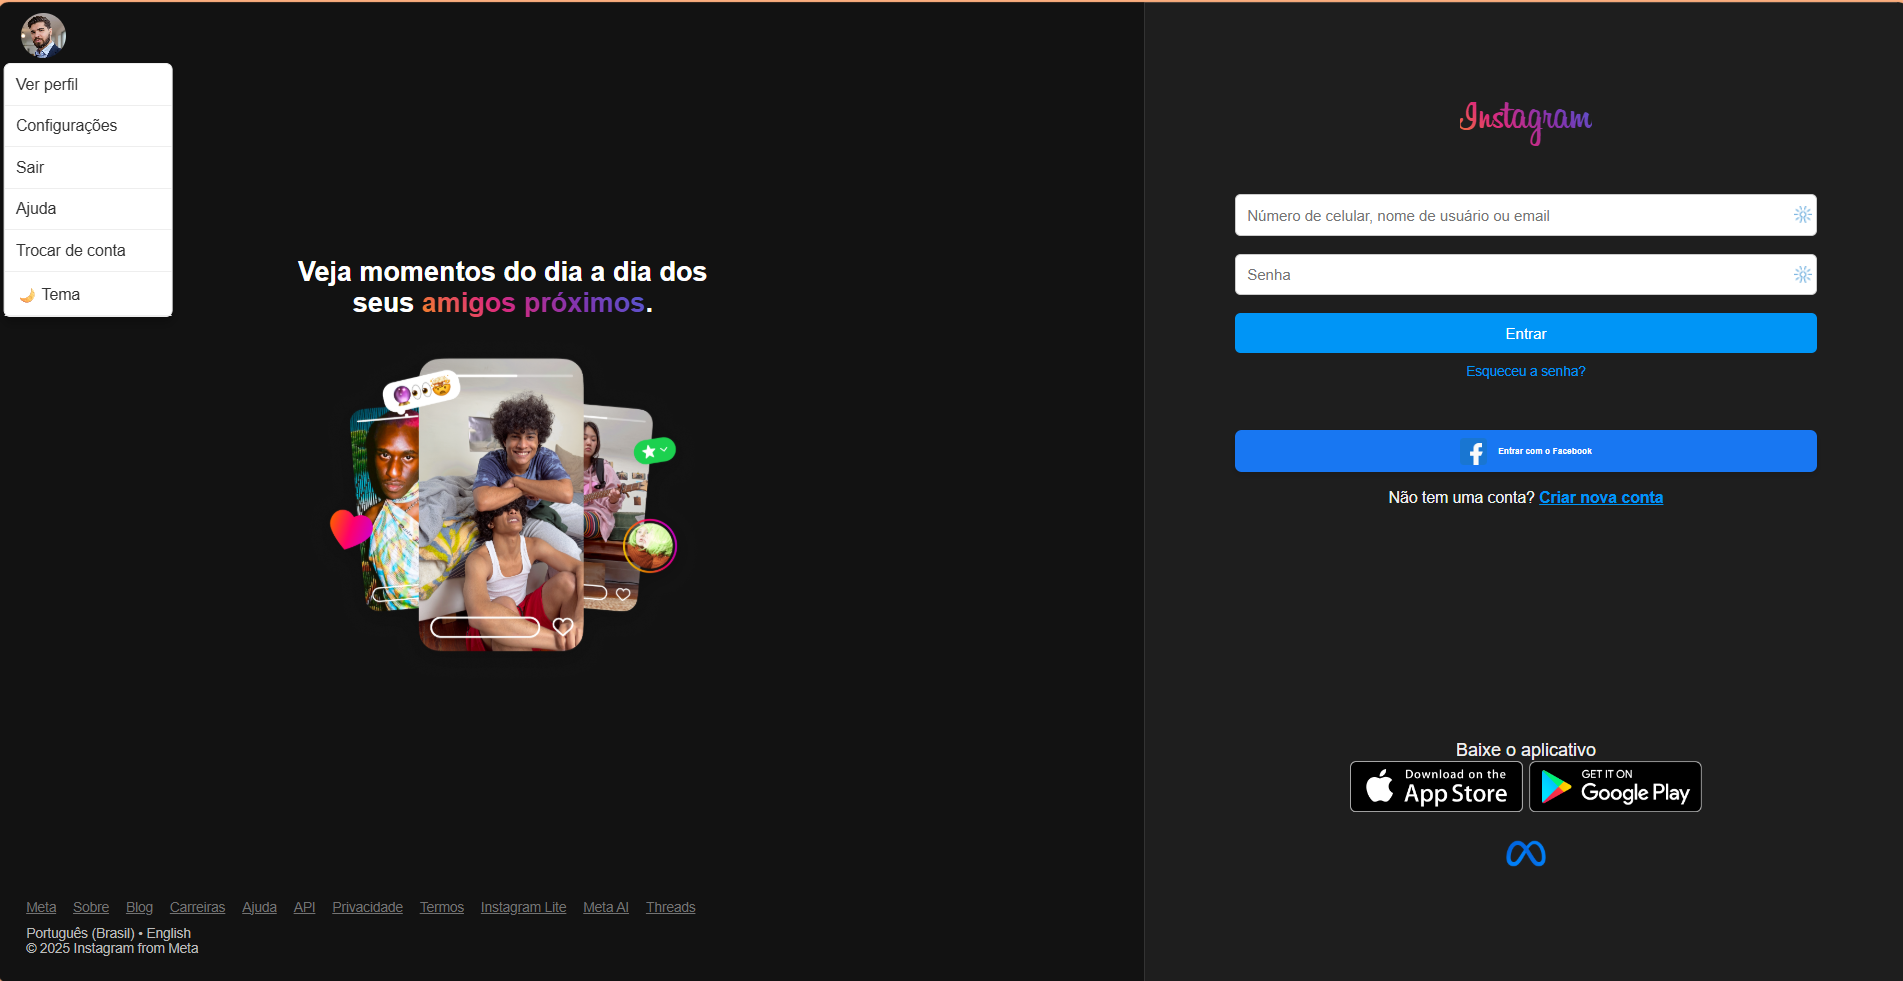 Ver perfil
Configurações
Sair
Ajuda
Trocar de conta
🌙 Tema
Veja momentos do dia a dia dos
seus amigos próximos.
Instagram
Número de celular, nome de usuário ou email
Senha
Entrar
Esqueceu a senha?
Entrar com o Facebook
Não tem uma conta? Criar nova conta
Baixe o aplicativo
Download on the
App Store
GET IT ON
Google Play
Meta Sobre Blog Carreiras Ajuda API Privacidade Termos Instagram Lite Meta AI Threads
Português (Brasil) • English
© 2025 Instagram from Meta